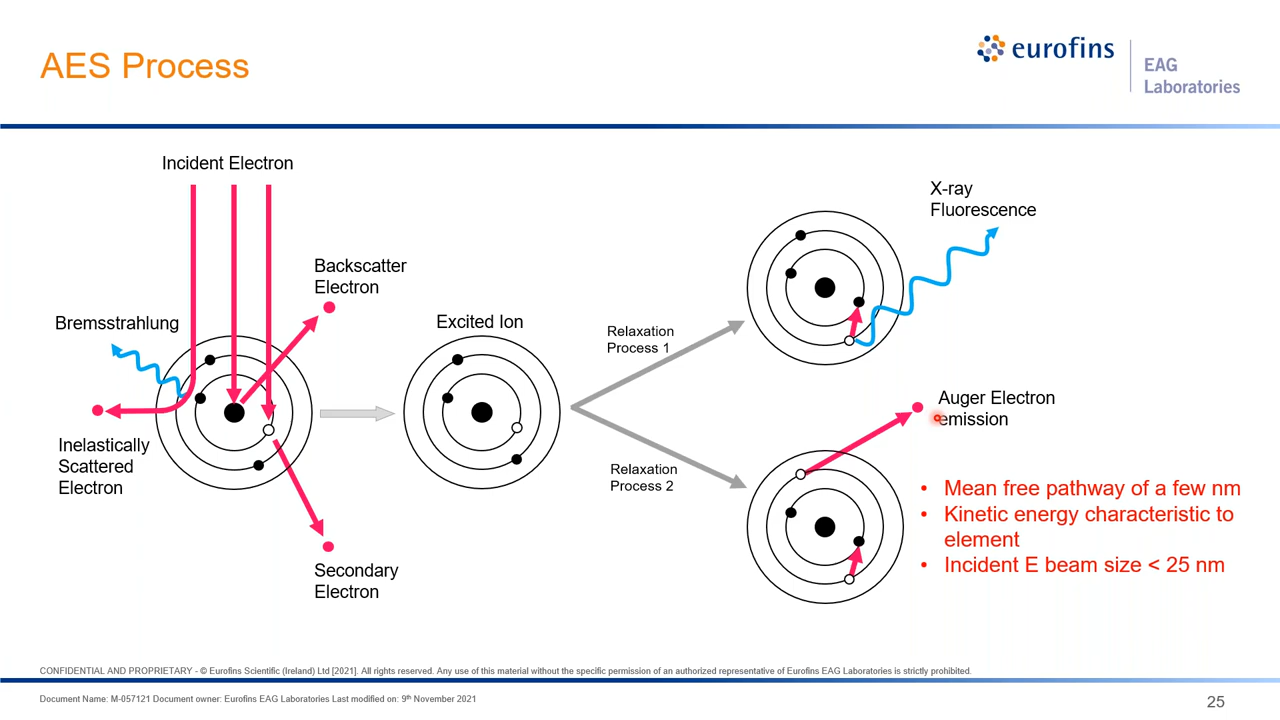 AES Process
eurofins
EAG
Laboratories
Incident Electron
Backscatter
Electron
Bremsstrahlung
Inelastically
Scattered
Electron
Secondary
Electron
Excited Ion
Relaxation
Process 1
Relaxation
Process 2
X-ray
Fluorescence
Auger Electron
emission
• Mean free pathway of a few nm
• Kinetic energy characteristic to
element
• Incident E beam size < 25 nm
CONFIDENTIAL AND PROPRIETARY - © Eurofins Scientific (Ireland) Ltd [2021]. All rights reserved. Any use of this material without the specific permission of an authorized representative of Eurofins EAG Laboratories is strictly prohibited.
Document Name: M-057121 Document owner: Eurofins EAG Laboratories Last modified on: 9th November 2021
25